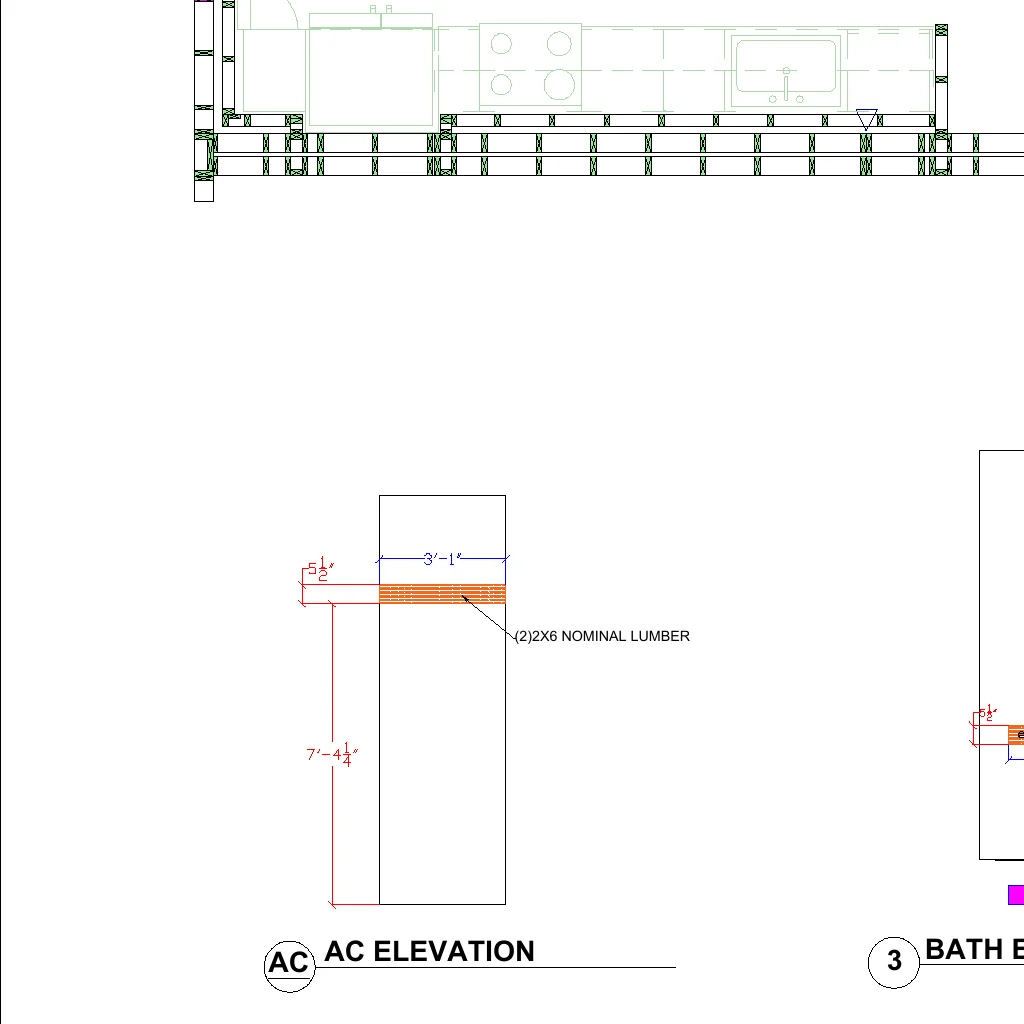 3'-1"
5 1/2"
(2)2X6 NOMINAL LUMBER
7'-4 1/4"
5 1/2"
AC
AC ELEVATION
3
BATH E